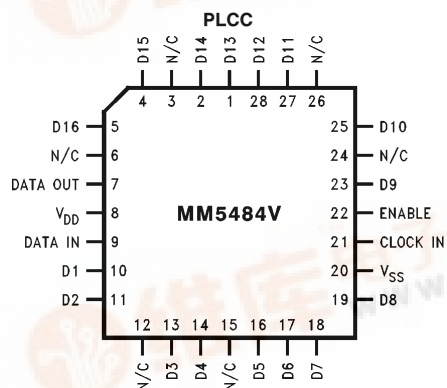 PLCC
D15 N/C D14 D13 D12 D11 N/C
4 3 2 1 28 27 26
D16 5 25 D10
N/C 6 24 N/C
DATA OUT 7 23 D9
VDD 8 MM5484V 22 ENABLE
DATA IN 9 21 CLOCK IN
D1 10 20 VSS
D2 11 19 D8
12 13 14 15 16 17 18
N/C D3 D4 N/C D5 D6 D7